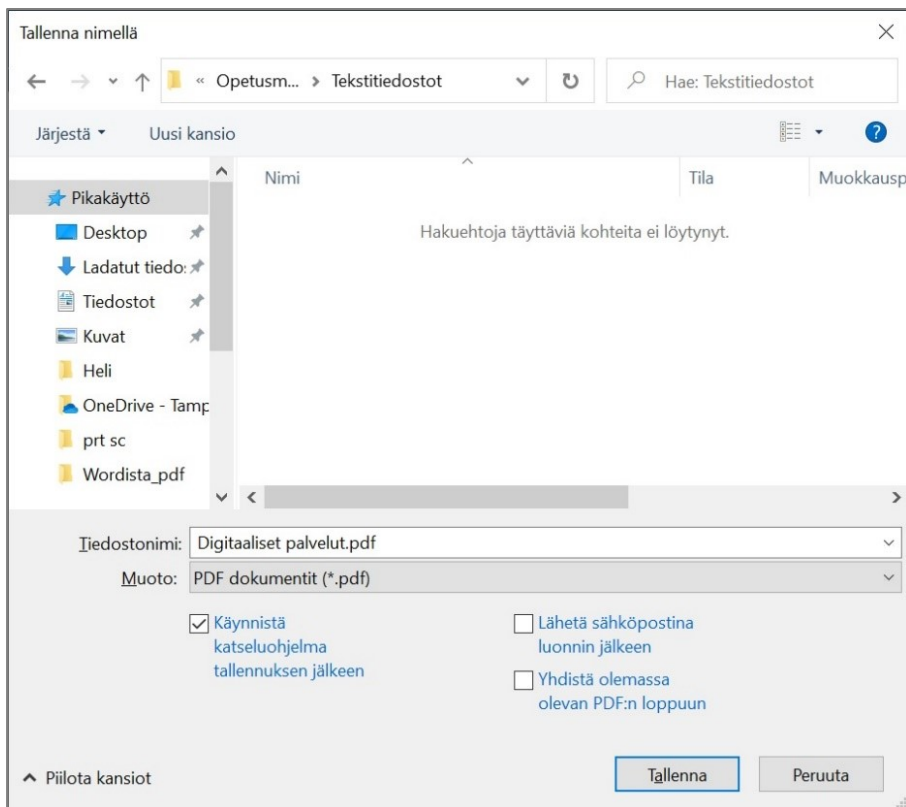 Tallenna nimellä
« Opetusm... › Tekstitiedostot
Hae: Tekstitiedostot
Järjestä
Uusi kansio
?
Nimi
Tila
Muokkausp
Hakuehtoja täyttäviä kohteita ei löytynyt.
Pikakäyttö
Desktop
Ladatut tiedo:
Tiedostot
Kuvat
Heli
OneDrive - Tamp
prt sc
Wordista_pdf
Tiedostonimi: Digitaaliset palvelut.pdf
Muoto: PDF dokumentit (*.pdf)
Käynnistä
katseluohjelma
tallennuksen jälkeen
Lähetä sähköpostina
luonnin jälkeen
Yhdistä olemassa
olevan PDF:n loppuun
Piilota kansiot
Tallenna
Peruuta